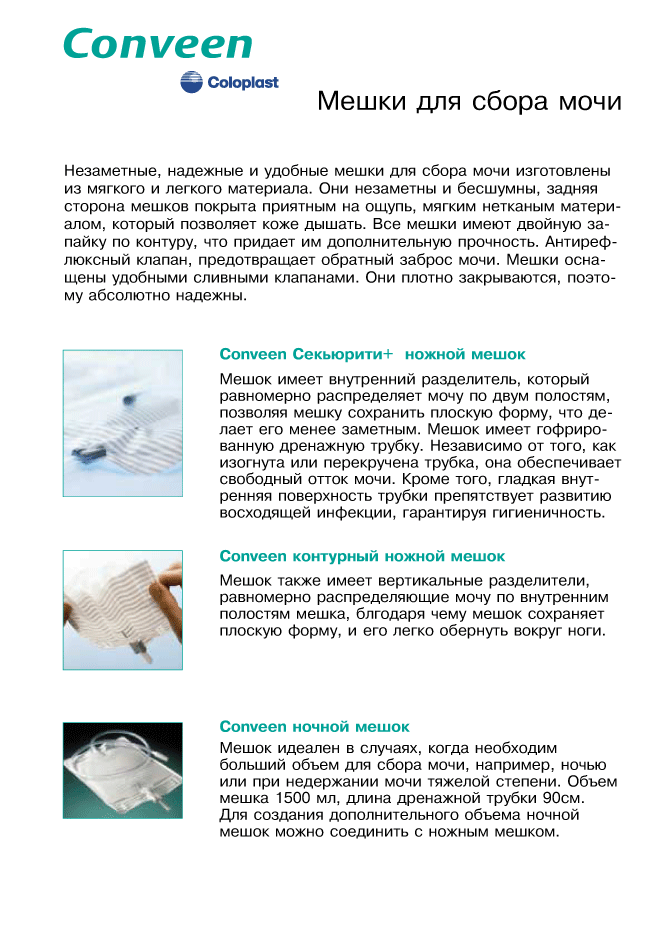 Conveen
Coloplast
Мешки для сбора мочи
Незаметные, надежные и удобные мешки для сбора мочи изготовлены
из мягкого и легкого материала. Они незаметны и бесшумны, задняя
сторона мешков покрыта приятным на ощупь, мягким нетканым матери-
алом, который позволяет коже дышать. Все мешки имеют двойную за-
пайку по контуру, что придает им дополнительную прочность. Антиреф-
люксный клапан, предотвращает обратный заброс мочи. Мешки осна-
щены удобными сливными клапанами. Они плотно закрываются, поэто-
му абсолютно надежны.
Conveen Секьюрити+ ножной мешок
Мешок имеет внутренний разделитель, который
равномерно распределяет мочу по двум полостям,
позволяя мешку сохранить плоскую форму, что де-
лает его менее заметным. Мешок имеет гофриро-
ванную дренажную трубку. Независимо от того, как
изогнута или перекручена трубка, она обеспечивает
свободный отток мочи. Кроме того, гладкая внут-
ренняя поверхность трубки препятствует развитию
восходящей инфекции, гарантируя гигиеничность.
Conveen контурный ножной мешок
Мешок также имеет вертикальные разделители,
равномерно распределяющие мочу по внутренним
полостям мешка, блгодаря чему мешок сохраняет
плоскую форму, и его легко обернуть вокруг ноги.
Conveen ночной мешок
Мешок идеален в случаях, когда необходим
больший объем для сбора мочи, например, ночью
или при недержании мочи тяжелой степени. Объем
мешка 1500 мл, длина дренажной трубки 90см.
Для создания дополнительного объема ночной
мешок можно соединить с ножным мешком.